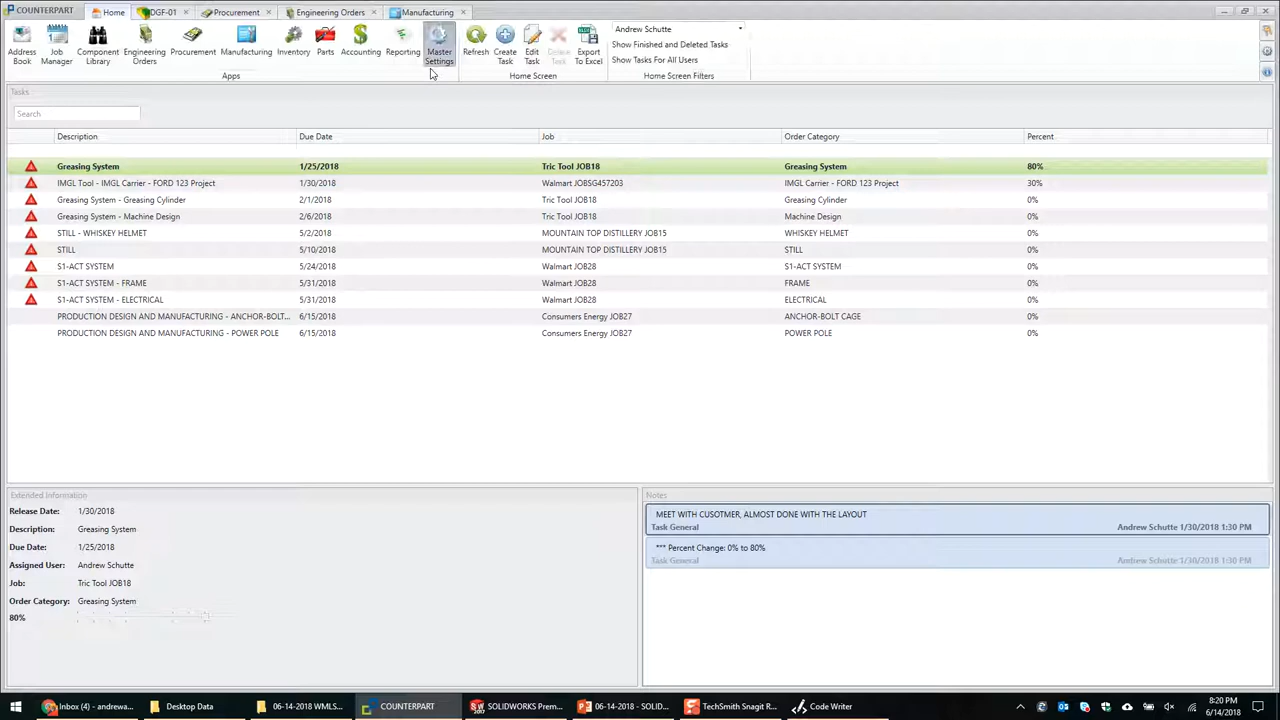 COUNTERPART
Home
DGF-01
Procurement
Engineering Orders
Manufacturing
Address Book
Job Manager
Component Library
Engineering Orders
Procurement
Manufacturing
Inventory
Parts
Accounting
Reporting
Master Settings
Refresh
Create Task
Edit Task
Delete Task
Export To Excel
Andrew Schutte
Show Finished and Deleted Tasks
Show Tasks For All Users
Apps
Home Screen
Home Screen Filters
Tasks
Search
Description Due Date Job Order Category Percent
Greasing System 1/25/2018 Tric Tool JOB18 Greasing System 80%
IMGL Tool - IMGL Carrier - FORD 123 Project 1/30/2018 Walmart JOBSG457203 IMGL Carrier - FORD 123 Project 30%
Greasing System - Greasing Cylinder 2/1/2018 Tric Tool JOB18 Greasing Cylinder 0%
Greasing System - Machine Design 2/6/2018 Tric Tool JOB18 Machine Design 0%
STILL - WHISKEY HELMET 5/2/2018 MOUNTAIN TOP DISTILLERY JOB15 WHISKEY HELMET 0%
STILL 5/10/2018 MOUNTAIN TOP DISTILLERY JOB15 STILL 0%
S1-ACT SYSTEM 5/24/2018 Walmart JOB28 S1-ACT SYSTEM 0%
S1-ACT SYSTEM - FRAME 5/31/2018 Walmart JOB28 FRAME 0%
S1-ACT SYSTEM - ELECTRICAL 5/31/2018 Walmart JOB28 ELECTRICAL 0%
PRODUCTION DESIGN AND MANUFACTURING - ANCHOR-BOLT... 6/15/2018 Consumers Energy JOB27 ANCHOR-BOLT CAGE 0%
PRODUCTION DESIGN AND MANUFACTURING - POWER POLE 6/15/2018 Consumers Energy JOB27 POWER POLE 0%
Extended Information
Release Date: 1/30/2018
Description: Greasing System
Due Date: 1/25/2018
Assigned User: Andrew Schutte
Job: Tric Tool JOB18
Order Category: Greasing System
80%
Notes
MEET WITH CUSOTMER, ALMOST DONE WITH THE LAYOUT
Task General Andrew Schutte 1/30/2018 1:30 PM
*** Percent Change: 0% to 80%
Task General Andrew Schutte 1/30/2018 1:30 PM
Inbox (4) - andrewa...
Desktop Data
06-14-2018 WMLS...
COUNTERPART
SOLIDWORKS Prem...
06-14-2018 - SOLID...
TechSmith Snagit R...
Code Writer
8:20 PM
6/14/2018